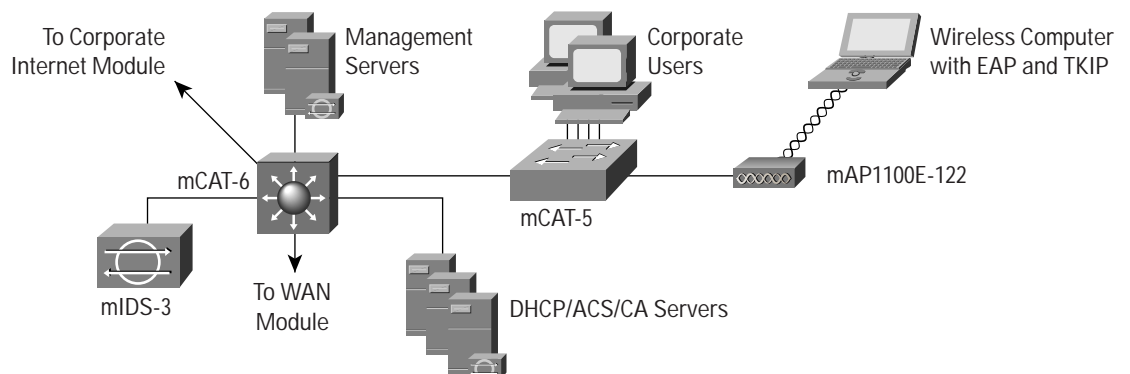 To Corporate
Internet Module
Management
Servers
Corporate
Users
Wireless Computer
with EAP and TKIP
mCAT-6
mAP1100E-122
mCAT-5
mIDS-3
To WAN
Module
DHCP/ACS/CA Servers